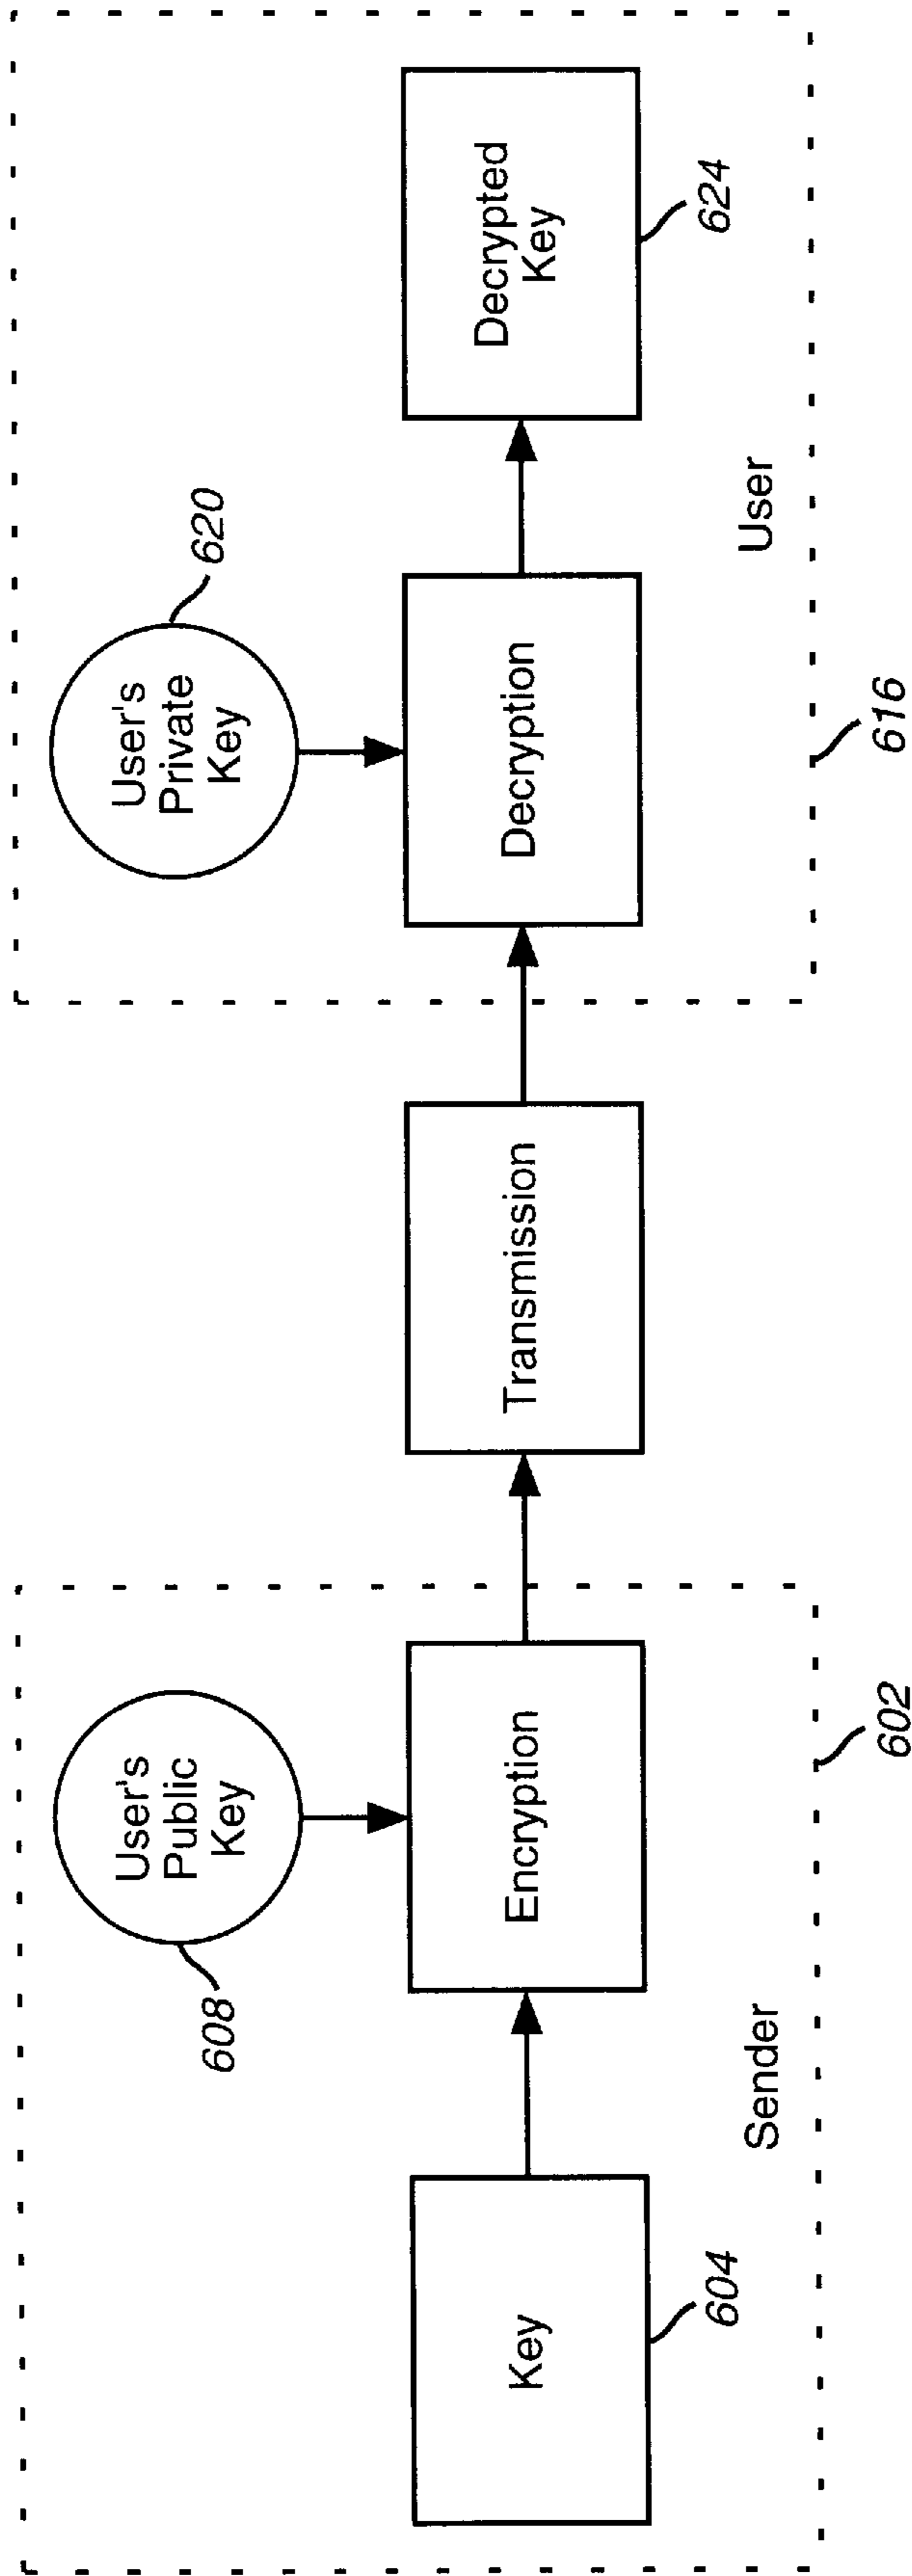 User's
Public
Key
608
Key
604
Encryption
Sender
602
Transmission
User's
Private
Key
620
Decryption
Decrypted
Key
624
User
616